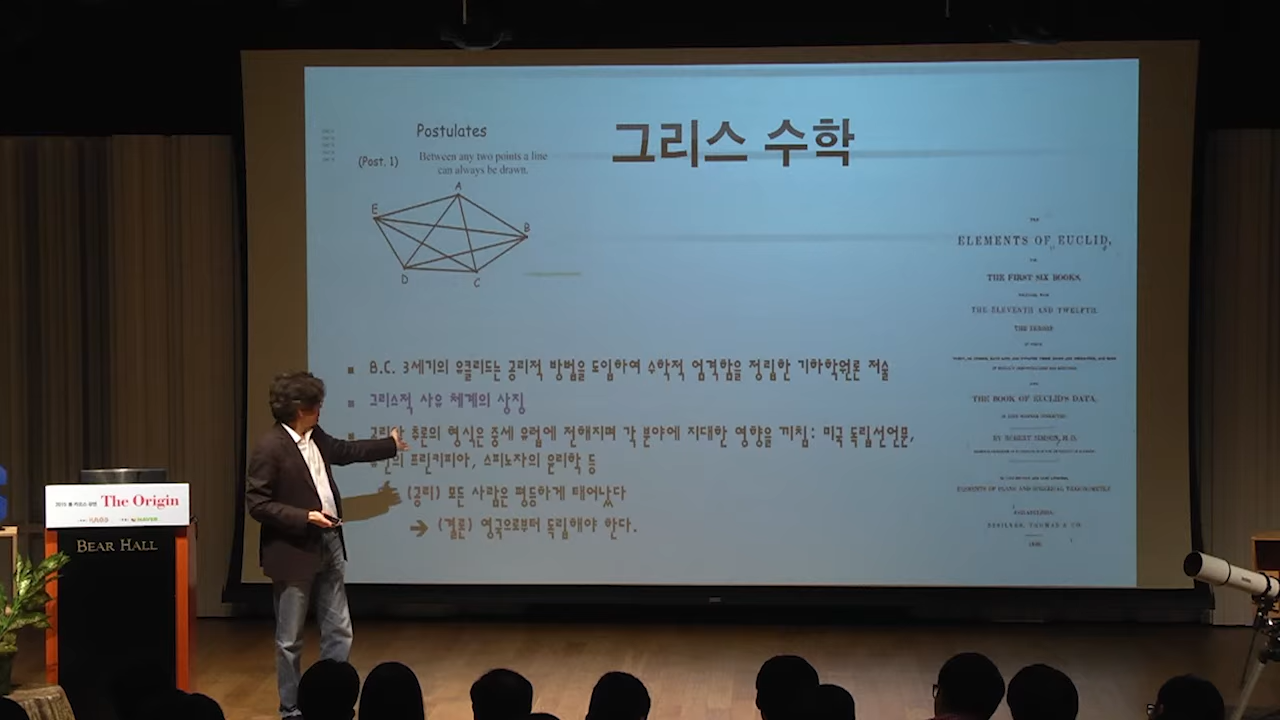 그리스 수학
Postulates
(Post. 1)
Between any two points a line
can always be drawn.
A
E
B
D
C
B.C. 3세기의 유클리드는 공리적 방법을 도입하여 수학적 엄격함을 정립한 기하학원론 저술
그리스적 사유 체계의 상징
추론의 형식은 중세 유럽에 전해지며 각 분야에 지대한 영향을 끼침: 미국 독립선언문,
프린키피아, 스피노자의 윤리학 등
(공리) 모든 사람은 평등하게 태어났다
➔ (결론) 영국으로부터 독립해야 한다.
THE
ELEMENTS OF EUCLID,
THE FIRST SIX BOOKS,
THE ELEVENTH AND TWELFTH.
THE BOOK OF EUCLID'S DATA,
BY ROBERT SIMSON, M.D.
ELEMENTS OF PLANE AND SPHERICAL TRIGONOMETRY
PHILADELPHIA:
The Origin
NAVER
BEAR HALL